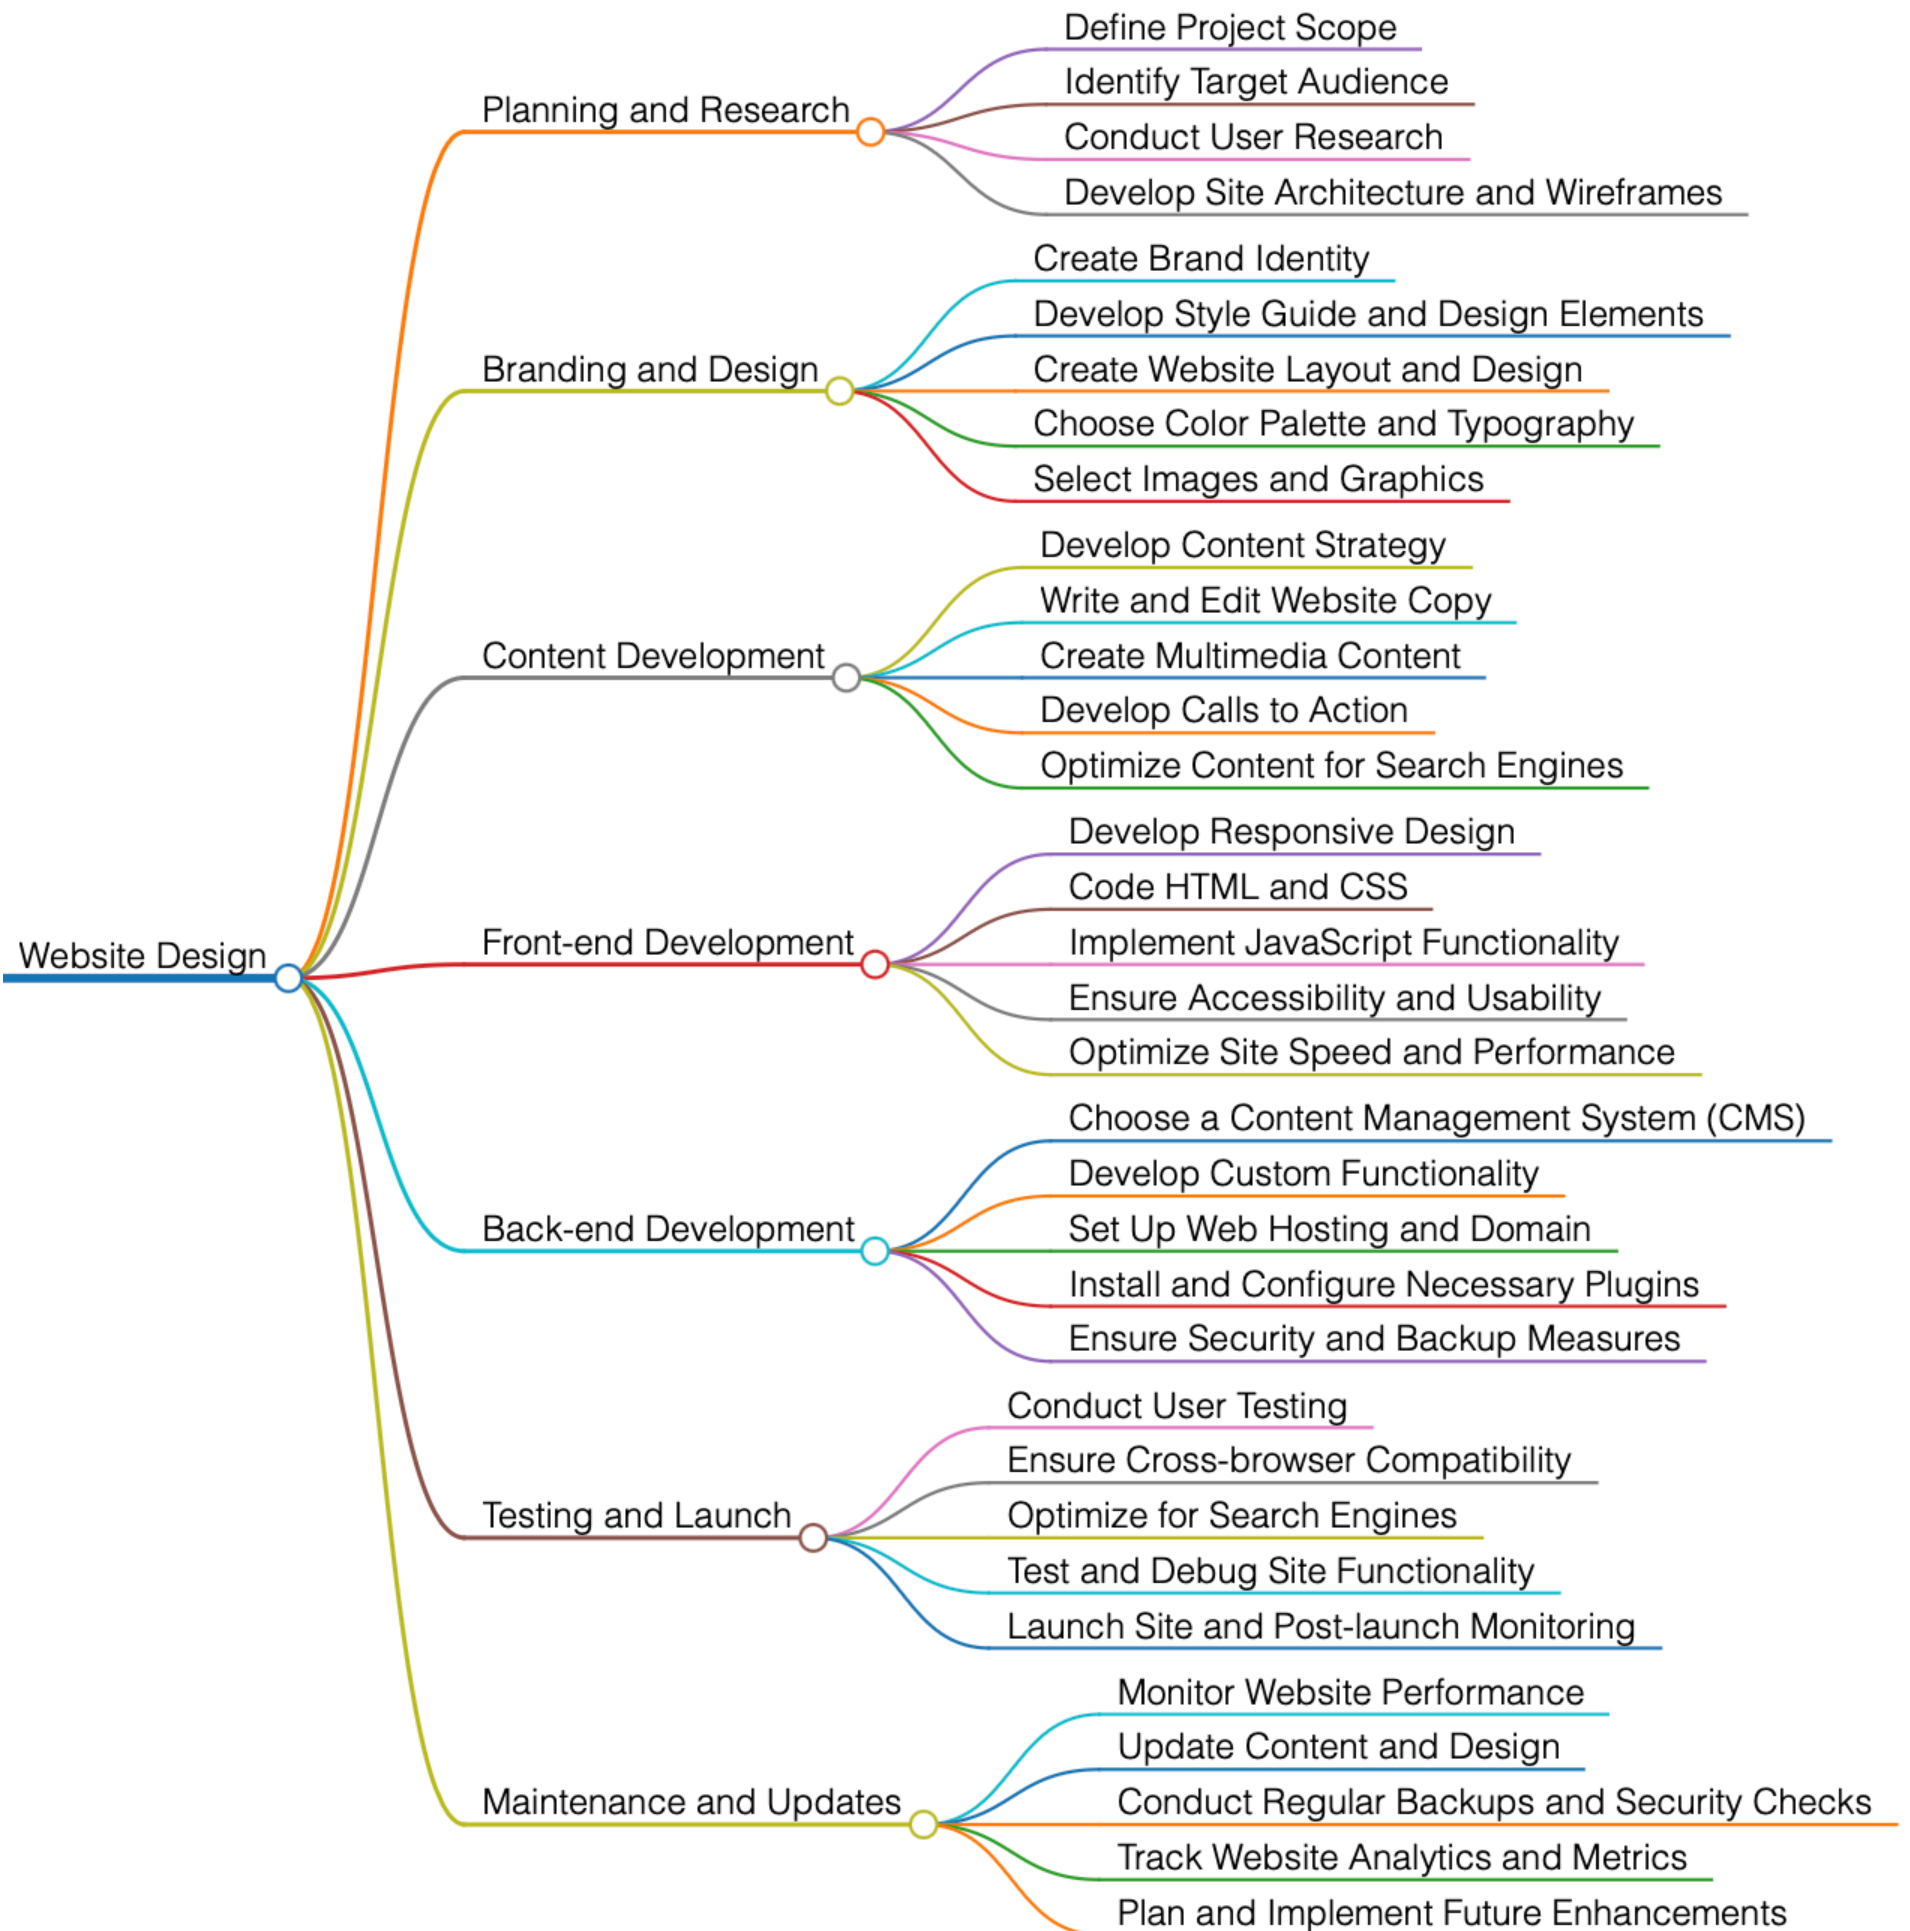 Website Design
Planning and Research
Define Project Scope
Identify Target Audience
Conduct User Research
Develop Site Architecture and Wireframes
Branding and Design
Create Brand Identity
Develop Style Guide and Design Elements
Create Website Layout and Design
Choose Color Palette and Typography
Select Images and Graphics
Content Development
Develop Content Strategy
Write and Edit Website Copy
Create Multimedia Content
Develop Calls to Action
Optimize Content for Search Engines
Front-end Development
Develop Responsive Design
Code HTML and CSS
Implement JavaScript Functionality
Ensure Accessibility and Usability
Optimize Site Speed and Performance
Back-end Development
Choose a Content Management System (CMS)
Develop Custom Functionality
Set Up Web Hosting and Domain
Install and Configure Necessary Plugins
Ensure Security and Backup Measures
Testing and Launch
Conduct User Testing
Ensure Cross-browser Compatibility
Optimize for Search Engines
Test and Debug Site Functionality
Launch Site and Post-launch Monitoring
Maintenance and Updates
Monitor Website Performance
Update Content and Design
Conduct Regular Backups and Security Checks
Track Website Analytics and Metrics
Plan and Implement Future Enhancements